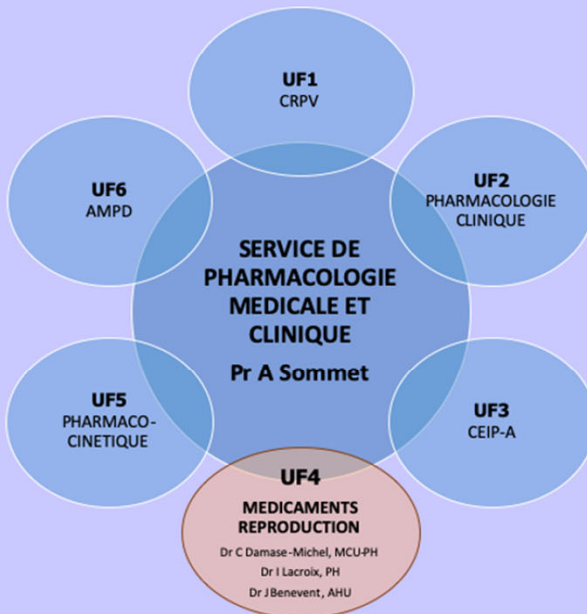 UF1
CRPV
UF6
AMPD
UF2
PHARMACOLOGIE
CLINIQUE
SERVICE DE
PHARMACOLOGIE
MEDICALE ET
CLINIQUE
Pr A Sommet
UF5
PHARMACO-
CINETIQUE
UF3
CEIP-A
UF4
MEDICAMENTS
REPRODUCTION
Dr C Damase-Michel, MCU-PH
Dr I Lacroix, PH
Dr J Benevent, AHU